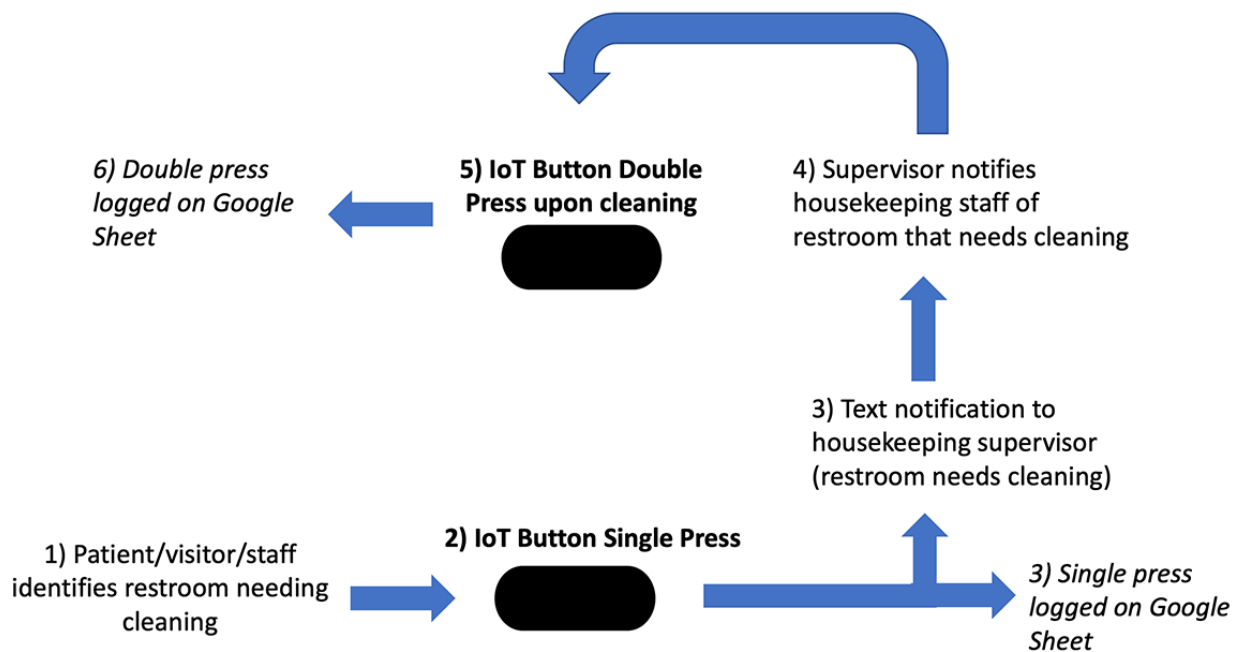 6) Double press
logged on Google
Sheet
5) IoT Button Double
Press upon cleaning
4) Supervisor notifies
housekeeping staff of
restroom that needs cleaning
3) Text notification to
housekeeping supervisor
(restroom needs cleaning)
1) Patient/visitor/staff
identifies restroom needing
cleaning
2) IoT Button Single Press
3) Single press
logged on Google
Sheet